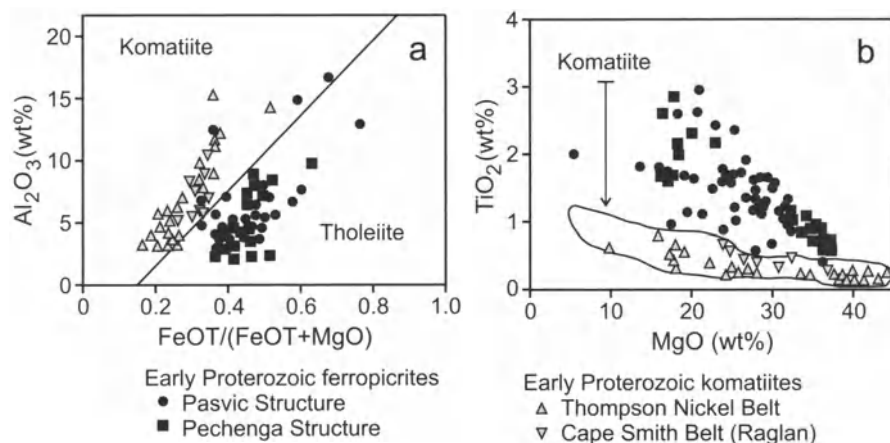 20
15
10
5
0
Al2O3 (wt%)
Komatiite
a
Tholeiite
0 0.2 0.4 0.6 0.8 1.0
FeOT/(FeOT+MgO)
Early Proterozoic ferropicrites
● Pasvic Structure
■ Pechenga Structure
4
3
2
1
0
TiO2 (wt%)
Komatiite
b
0 10 20 30 40
MgO (wt%)
Early Proterozoic komatiites
△ Thompson Nickel Belt
▽ Cape Smith Belt (Raglan)